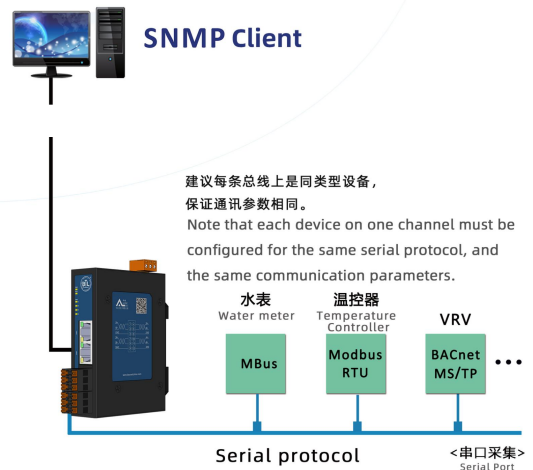 SNMP Client
建议每条总线上是同类型设备，
保证通讯参数相同。
Note that each device on one channel must be
configured for the same serial protocol, and
the same communication parameters.
水表
Water meter
温控器
Temperature
Controller
VRV
MBus
Modbus
RTU
BACnet
MS/TP
Serial protocol
<串口采集>
Serial Port